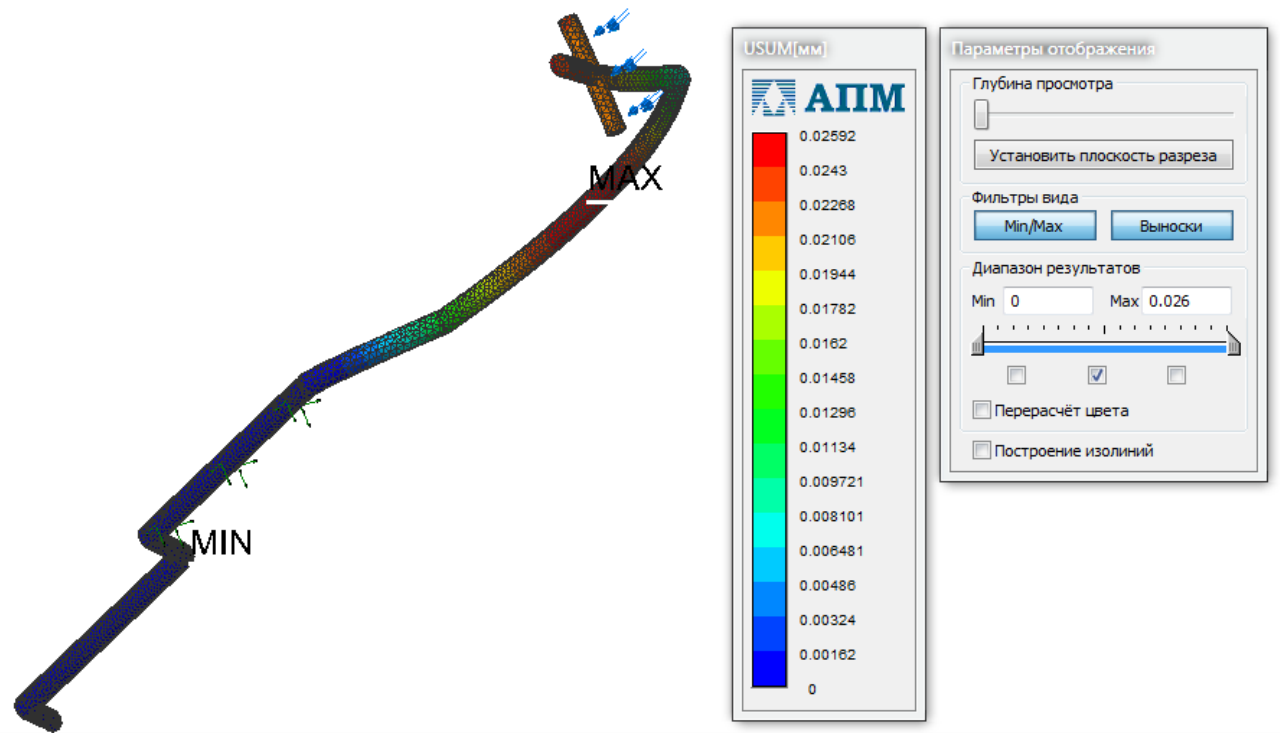 MAX
MIN
USUM[мм]
АПМ
0.02592
0.0243
0.02268
0.02106
0.01944
0.01782
0.0162
0.01458
0.01296
0.01134
0.009721
0.008101
0.006481
0.00486
0.00324
0.00162
0
Параметры отображения
Глубина просмотра
Установить плоскость разреза
Фильтры вида
Min/Max Выноски
Диапазон результатов
Min 0 Max 0.026
Перерасчёт цвета
Построение изолиний